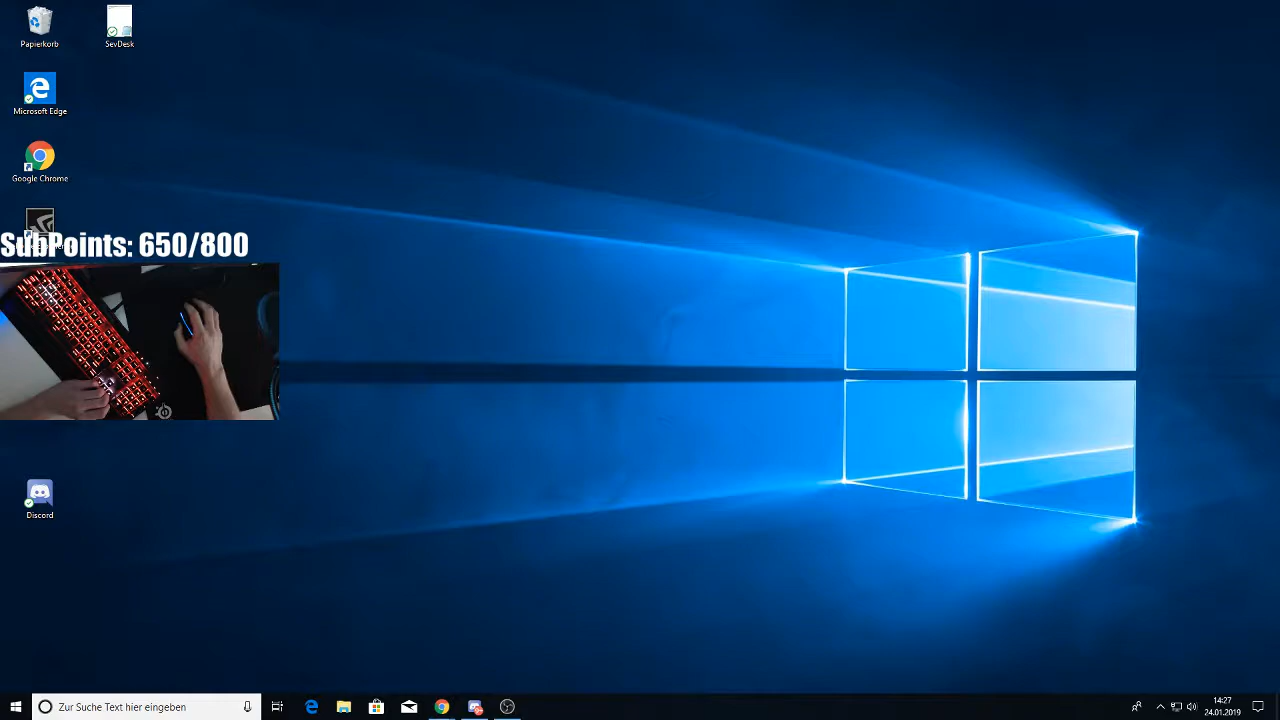 Papierkorb
SevDesk
Microsoft Edge
Google Chrome
SubPoints: 650/800
Discord
Zur Suche Text hier eingeben
14:27
24.01.2019